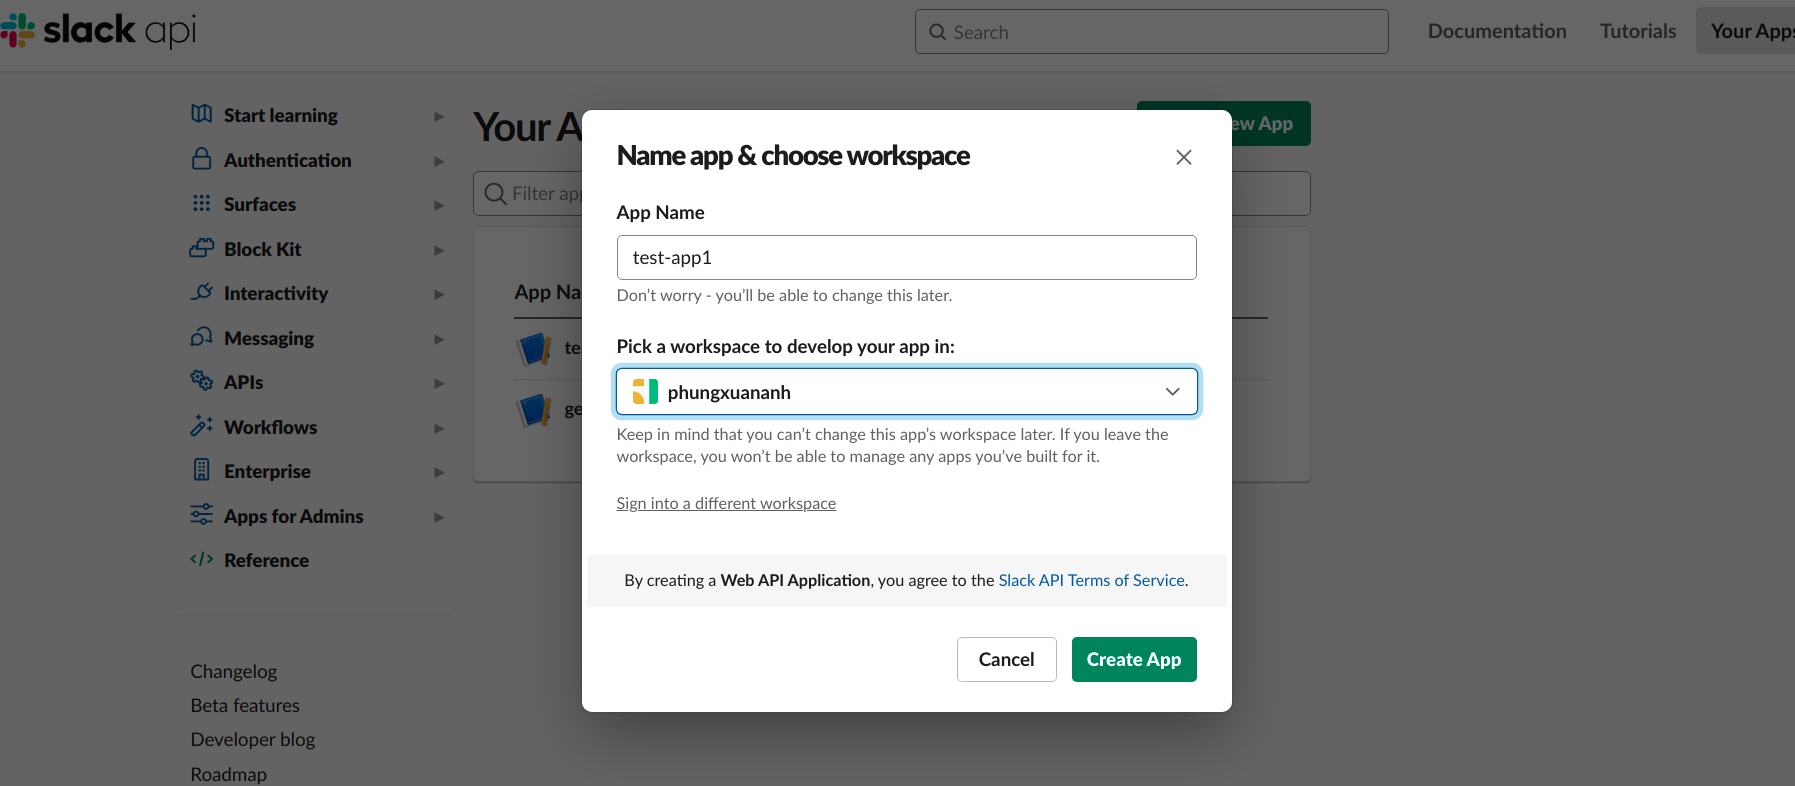 slack api
Search
Documentation
Tutorials
Your Apps
Start learning
Authentication
Surfaces
Block Kit
Interactivity
Messaging
APIs
Workflows
Enterprise
Apps for Admins
Reference
Changelog
Beta features
Developer blog
Roadmap
Your A
ew App
Filter app
App Na
te
ge
Name app & choose workspace
App Name
test-app1
Don't worry - you'll be able to change this later.
Pick a workspace to develop your app in:
phungxuananh
Keep in mind that you can't change this app's workspace later. If you leave the
workspace, you won't be able to manage any apps you've built for it.
Sign into a different workspace
By creating a Web API Application, you agree to the Slack API Terms of Service.
Cancel
Create App